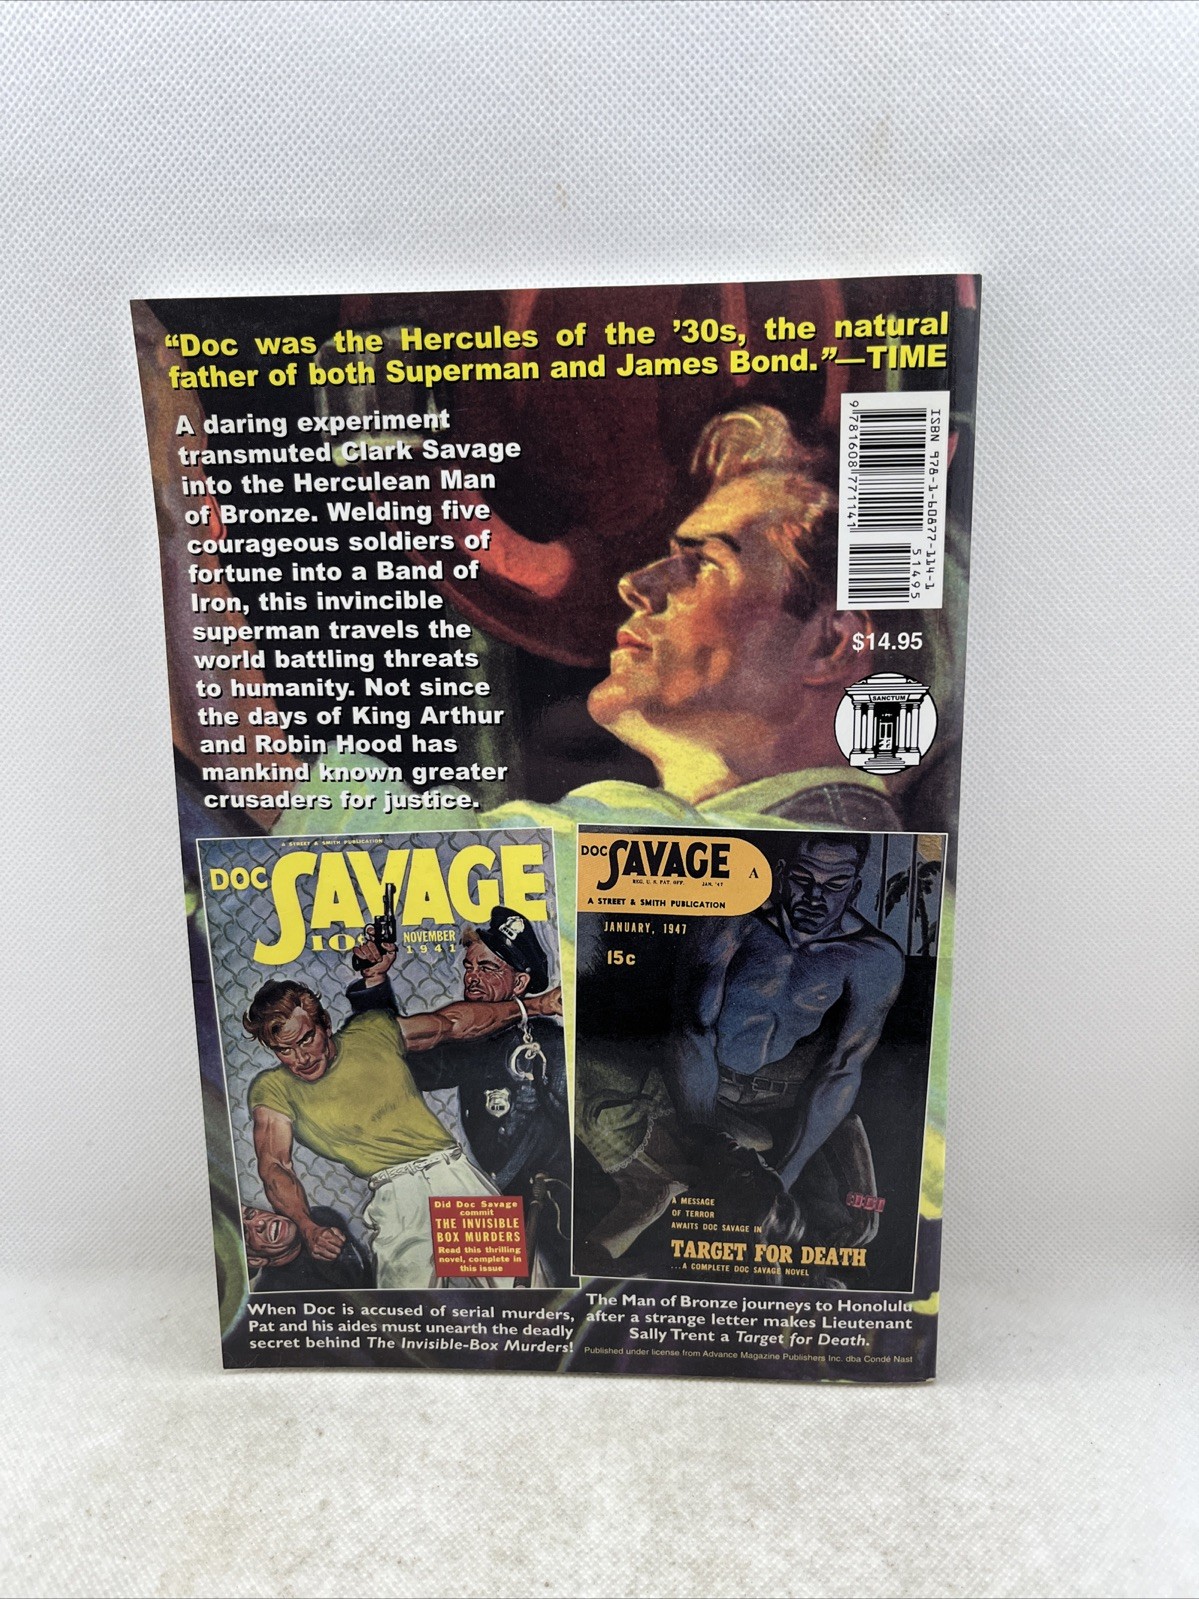 “Doc was the Hercules of the ’30s, the natural
father of both Superman and James Bond.”—TIME
A daring experiment
transmuted Clark Savage
into the Herculean Man
of Bronze. Welding five
courageous soldiers of
fortune into a Band of
Iron, this invincible
superman travels the
world battling threats
to humanity. Not since
the days of King Arthur
and Robin Hood has
mankind known greater
crusaders for justice.
ISBN 978-1-60877-114-1
9 781608 771141
51495
$14.95
SANCTUM
A STREET & SMITH PUBLICATION
DOC SAVAGE
10¢
NOVEMBER
1941
Did Doc Savage
commit
THE INVISIBLE
BOX MURDERS
Read this thrilling
novel, complete in
this issue
DOC SAVAGE
A
REG. U. S. PAT. OFF. JAN. '47
A STREET & SMITH PUBLICATION
JANUARY, 1947
15c
A MESSAGE
OF TERROR
AWAITS DOC SAVAGE IN
TARGET FOR DEATH
...A COMPLETE DOC SAVAGE NOVEL
When Doc is accused of serial murders,
Pat and his aides must unearth the deadly
secret behind The Invisible-Box Murders!
The Man of Bronze journeys to Honolulu
after a strange letter makes Lieutenant
Sally Trent a Target for Death.
Published under license from Advance Magazine Publishers Inc. dba Condé Nast